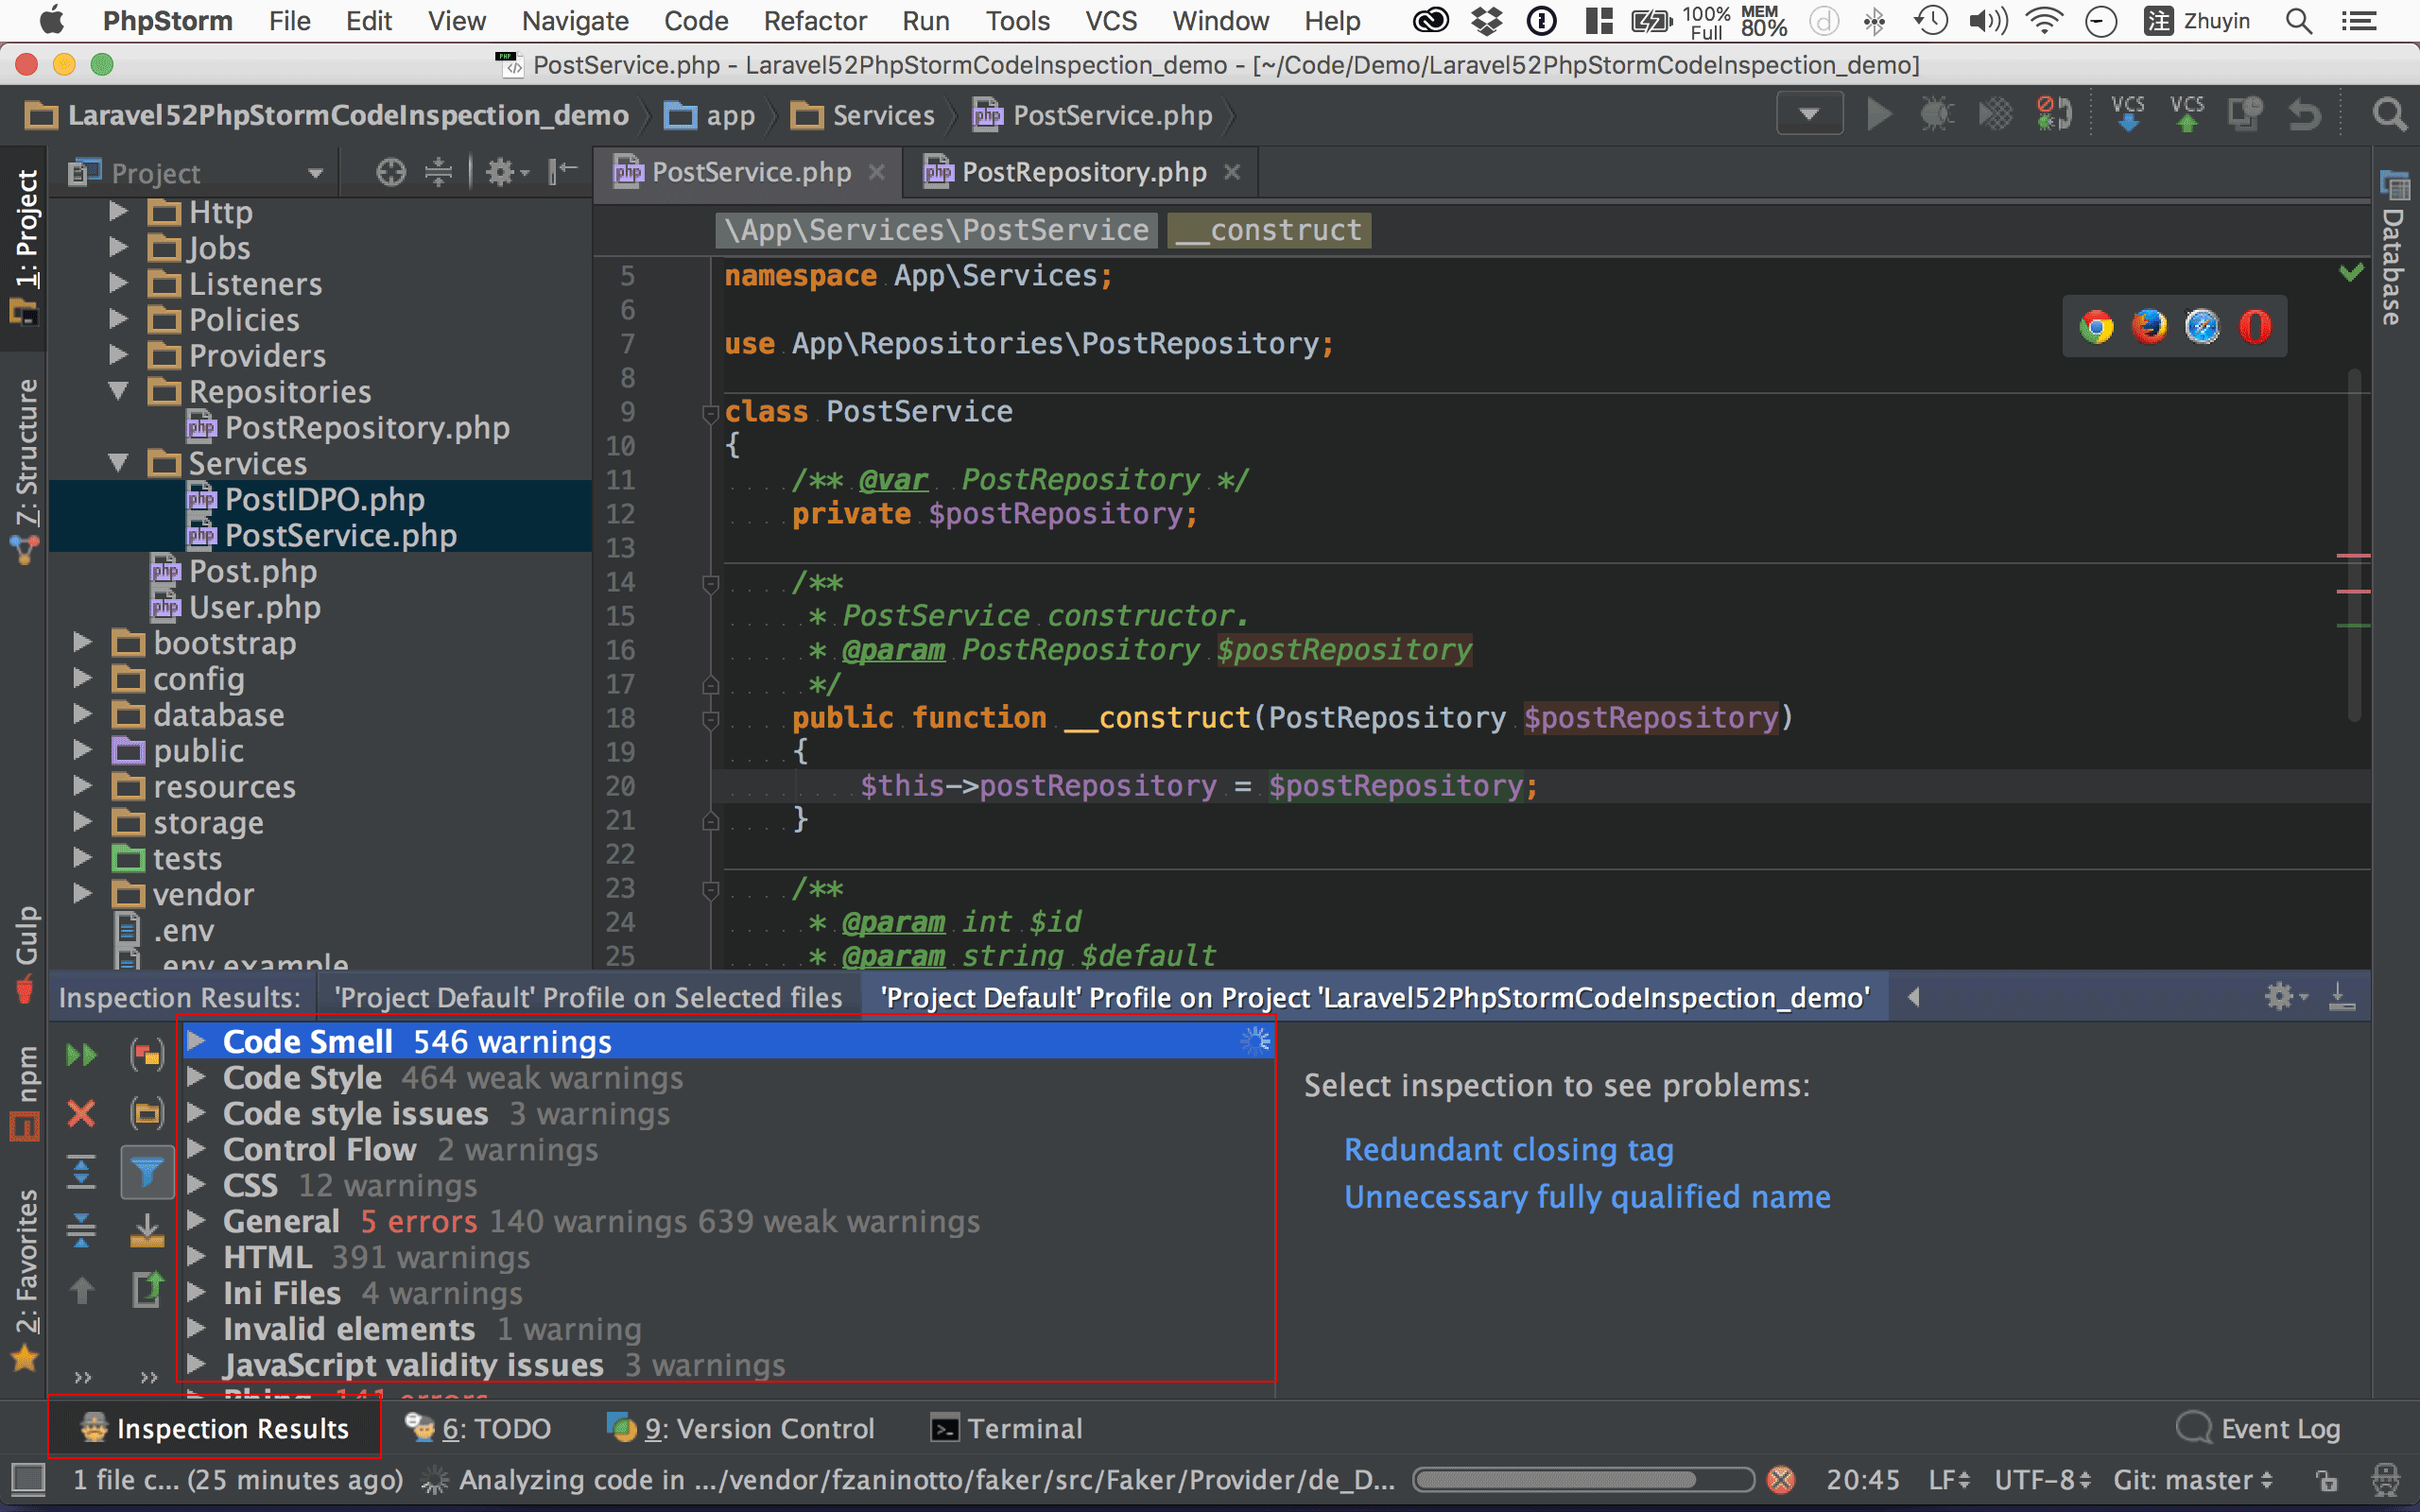 PhpStorm File Edit View Navigate Code Refactor Run Tools VCS Window Help 100% Full MEM 80% 注 Zhuyin
PostService.php - Laravel52PhpStormCodeInspection_demo - [~/Code/Demo/Laravel52PhpStormCodeInspection_demo]
Laravel52PhpStormCodeInspection_demo app Services PostService.php VCS VCS
Project
PostService.php PostRepository.php
\App\Services\PostService __construct
1: Project
7: Structure
Gulp
npm
2: Favorites
Database
Http
Jobs
Listeners
Policies
Providers
Repositories
PostRepository.php
Services
PostIDPO.php
PostService.php
Post.php
User.php
bootstrap
config
database
public
resources
storage
tests
vendor
.env
.env.example
5 namespace App\Services;
6
7 use App\Repositories\PostRepository;
8
9 class PostService
10 {
11 /** @var PostRepository */
12 private $postRepository;
13
14 /**
15 * PostService constructor.
16 * @param PostRepository $postRepository
17 */
18 public function __construct(PostRepository $postRepository)
19 {
20 $this->postRepository = $postRepository;
21 }
22
23 /**
24 * @param int $id
25 * @param string $default
Inspection Results: 'Project Default' Profile on Selected files 'Project Default' Profile on Project 'Laravel52PhpStormCodeInspection_demo'
Code Smell 546 warnings
Code Style 464 weak warnings
Code style issues 3 warnings
Control Flow 2 warnings
CSS 12 warnings
General 5 errors 140 warnings 639 weak warnings
HTML 391 warnings
Ini Files 4 warnings
Invalid elements 1 warning
JavaScript validity issues 3 warnings
Phing 141 errors
Select inspection to see problems:
Redundant closing tag
Unnecessary fully qualified name
Inspection Results 6: TODO 9: Version Control Terminal Event Log
1 file c... (25 minutes ago) Analyzing code in .../vendor/fzaninotto/faker/src/Faker/Provider/de_D... 20:45 LF UTF-8 Git: master